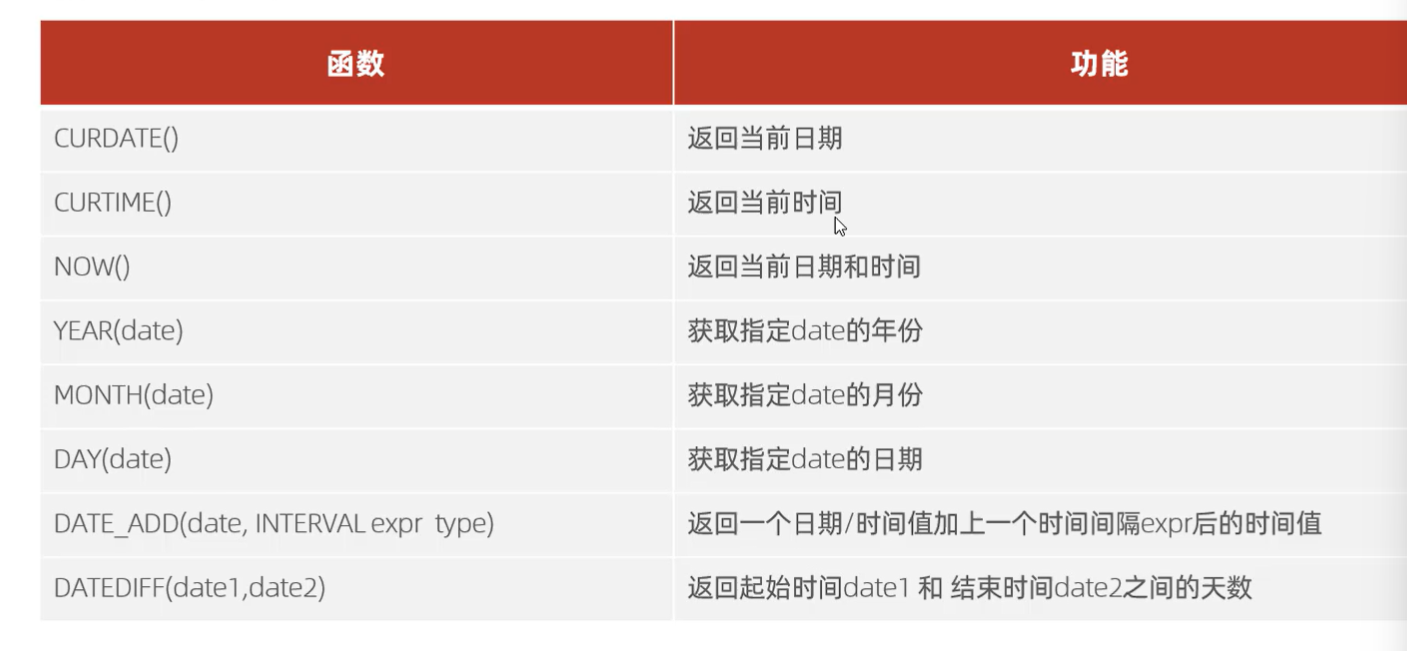 函数 功能
CURDATE() 返回当前日期
CURTIME() 返回当前时间
NOW() 返回当前日期和时间
YEAR(date) 获取指定date的年份
MONTH(date) 获取指定date的月份
DAY(date) 获取指定date的日期
DATE_ADD(date, INTERVAL expr type) 返回一个日期/时间值加上一个时间间隔expr后的时间值
DATEDIFF(date1,date2) 返回起始时间date1 和 结束时间date2之间的天数